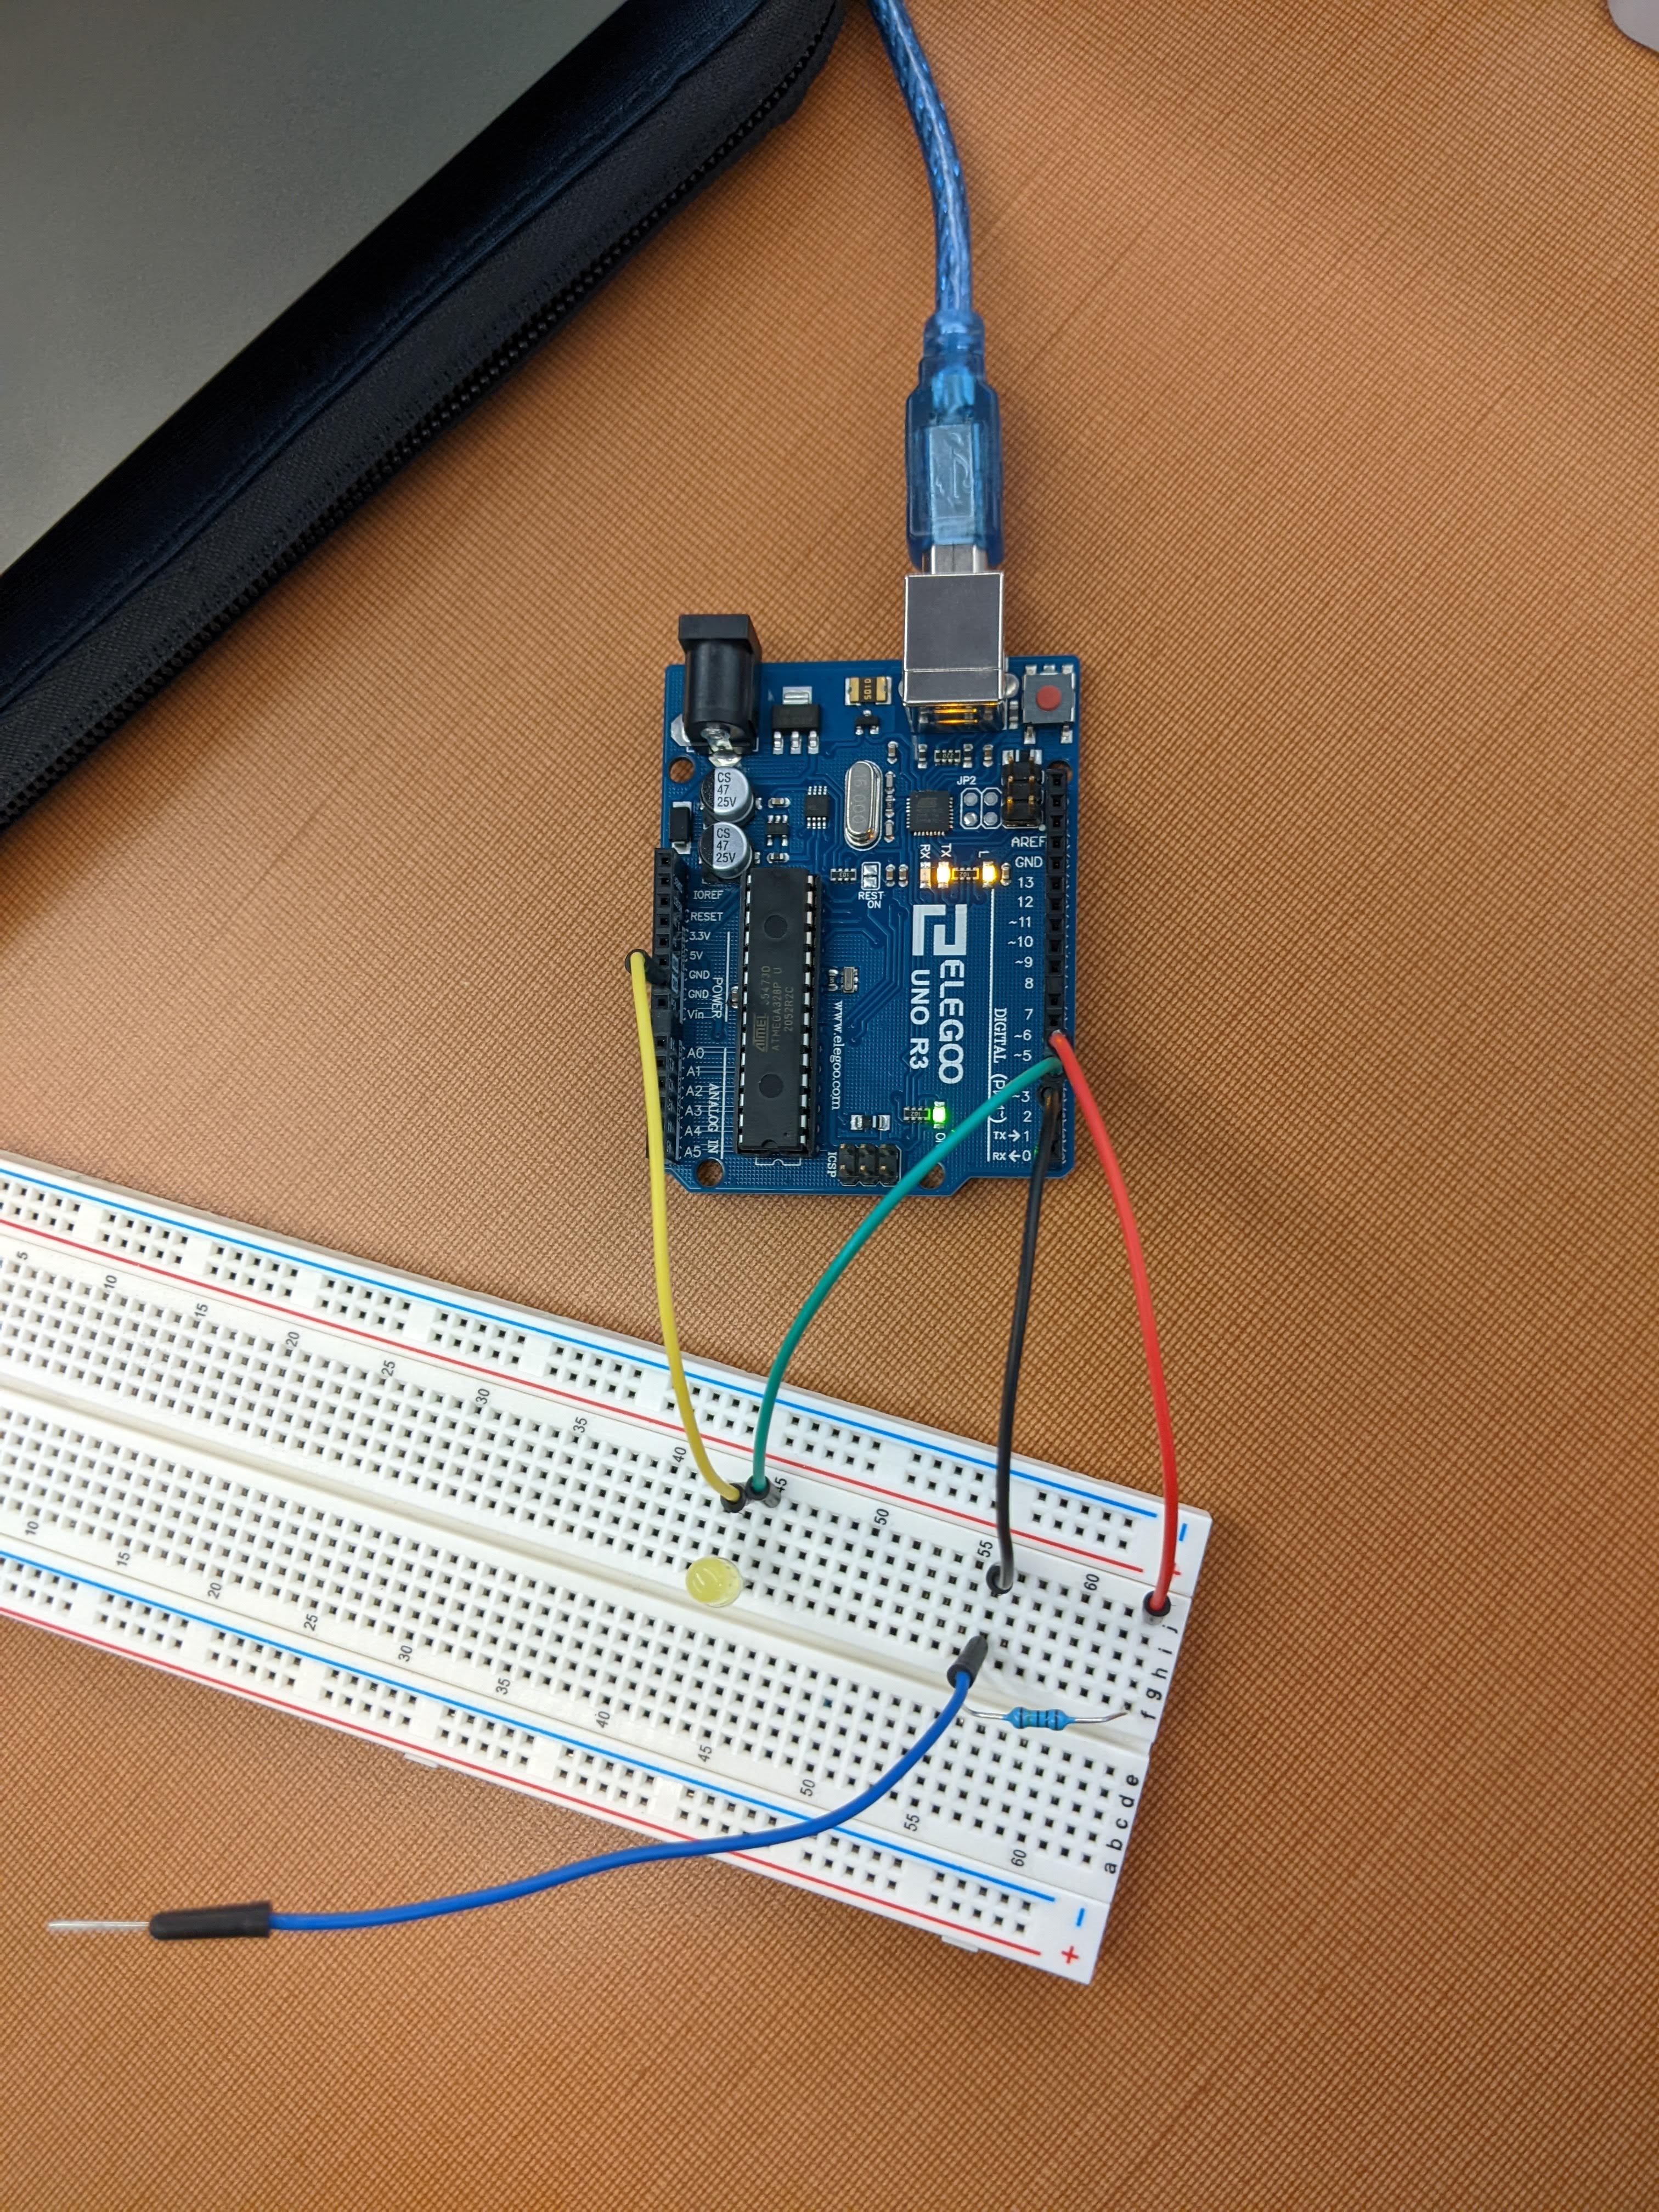 CS
47
25V
CS
47
25V
JP2
AREF
GND
13
12
~11
~10
~9
8
7
~6
~5
~3
2
TX→1
RX←0
RX
TX
L
IOREF
RESET
3.3V
5V
GND
GND
Vin
POWER
A0
A1
A2
A3
A4
A5
ANALOG IN
REST
ON
ATMEL
ATMEGA328P U
ELEGOO
UNO R3
www.elegoo.com
DIGITAL
ICSP
5
10
15
20
25
30
35
40
45
50
55
60
j
i
h
g
f
e
d
c
b
a
10
15
20
25
30
35
40
45
50
55
60
-
+